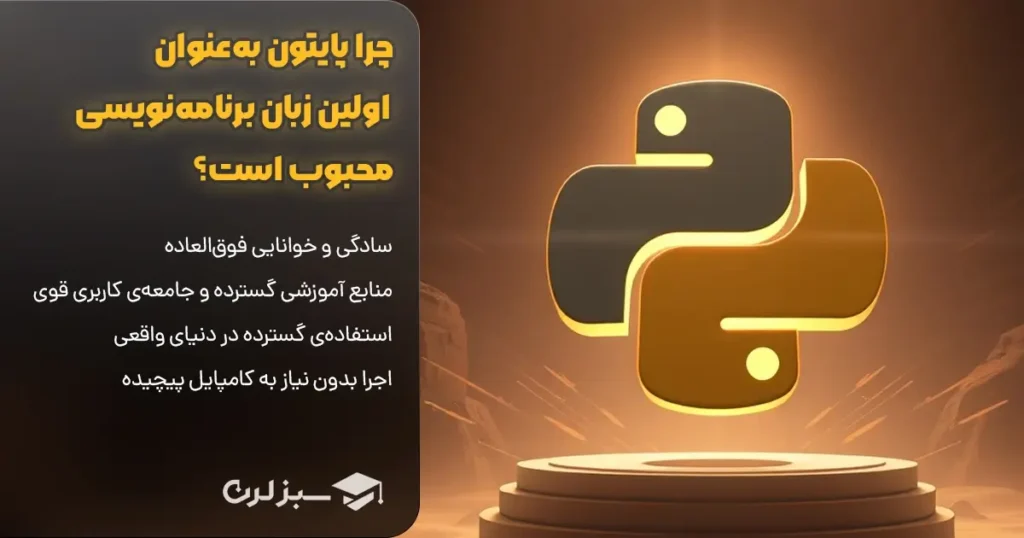 چرا پایتون به‌عنوان
اولین زبان برنامه‌نویسی
محبوب است؟
سادگی و خوانایی فوق‌العاده
منابع آموزشی گسترده و جامعه‌ی کاربری قوی
استفاده‌ی گسترده در دنیای واقعی
اجرا بدون نیاز به کامپایل پیچیده
سبزلرن